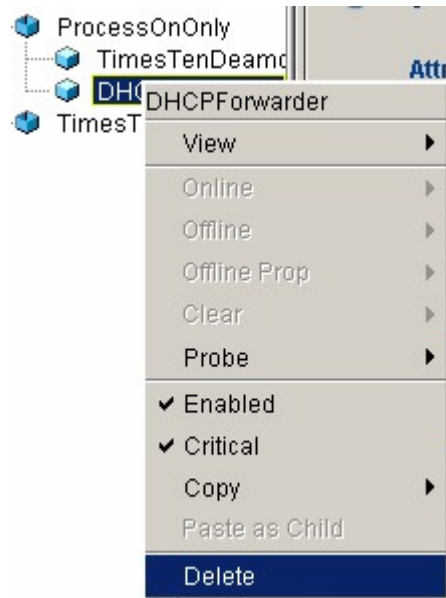 ProcessOnOnly
TimesTenDeamo
Attr
DHC
DHCPForwarder
TimesT
View
Online
Offline
Offline Prop
Clear
Probe
Enabled
Critical
Copy
Paste as Child
Delete